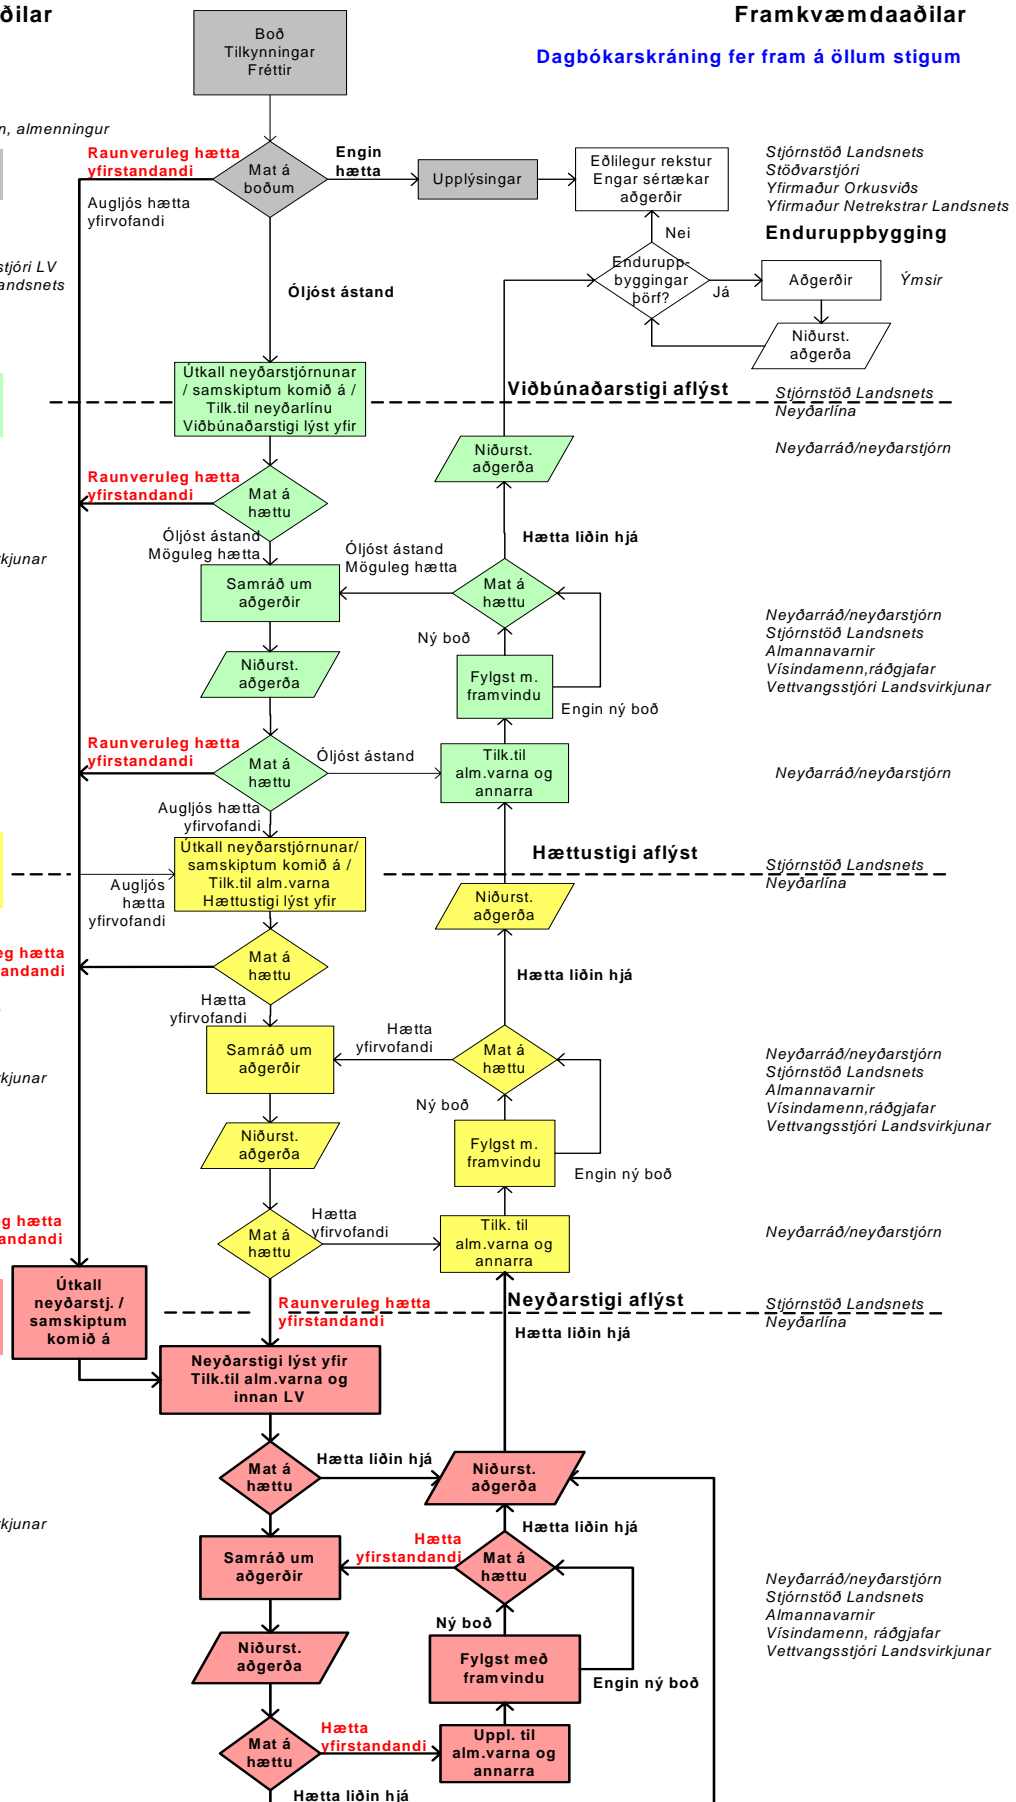 ðilar
Framkvæmdaaðilar
Dagbókarskráning fer fram á öllum stigum
Boð
Tilkynningar
Fréttir
n, almenningur
Raunveruleg hætta
yfirstandandi
Augljós hætta
yfirvofandi
Mat á
boðum
Engin
hætta
Upplýsingar
Eðlilegur rekstur
Engar sértækar
aðgerðir
Stjórnstöð Landsnets
Stöðvarstjóri
Yfirmaður Orkusviðs
Yfirmaður Netrekstrar Landsnets
Nei
Enduruppbygging
stjóri LV
andsnets
Óljóst ástand
Endurupp-
byggingar
þörf?
Já
Aðgerðir
Ýmsir
Niðurst.
aðgerða
Útkall neyðarstjórnunar
/ samskiptum komið á /
Tilk.til neyðarlínu
Viðbúnaðarstigi lýst yfir
Viðbúnaðarstigi aflýst
Stjórnstöð Landsnets
Neyðarlína
Niðurst.
aðgerða
Neyðarráð/neyðarstjórn
Raunveruleg hætta
yfirstandandi
Mat á
hættu
Óljóst ástand
Möguleg hætta
Hætta liðin hjá
rkjunar
Samráð um
aðgerðir
Óljóst ástand
Möguleg hætta
Mat á
hættu
Ný boð
Neyðarráð/neyðarstjórn
Stjórnstöð Landsnets
Almannavarnir
Vísindamenn,ráðgjafar
Vettvangsstjóri Landsvirkjunar
Niðurst.
aðgerða
Fylgst m.
framvindu
Engin ný boð
Raunveruleg hætta
yfirstandandi
Mat á
hættu
Óljóst ástand
Tilk.til
alm.varna og
annarra
Neyðarráð/neyðarstjórn
Augljós hætta
yfirvofandi
Útkall neyðarstjórnunar/
samskiptum komið á /
Tilk.til alm.varna
Hættustigi lýst yfir
Hættustigi aflýst
Stjórnstöð Landsnets
Neyðarlína
Augljós
hætta
yfirvofandi
Niðurst.
aðgerða
eg hætta
andandi
Mat á
hættu
Hætta liðin hjá
Hætta
yfirvofandi
Samráð um
aðgerðir
Hætta
yfirvofandi
Mat á
hættu
Ný boð
rkjunar
Neyðarráð/neyðarstjórn
Stjórnstöð Landsnets
Almannavarnir
Vísindamenn,ráðgjafar
Vettvangsstjóri Landsvirkjunar
Niðurst.
aðgerða
Fylgst m.
framvindu
Engin ný boð
g hætta
andandi
Mat á
hættu
Hætta
yfirvofandi
Tilk. til
alm.varna og
annarra
Neyðarráð/neyðarstjórn
Útkall
neyðarstj. /
samskiptum
komið á
Raunveruleg hætta
yfirstandandi
Neyðarstigi aflýst
Hætta liðin hjá
Stjórnstöð Landsnets
Neyðarlína
Neyðarstigi lýst yfir
Tilk.til alm.varna og
innan LV
Mat á
hættu
Hætta liðin hjá
Niðurst.
aðgerða
rkjunar
Hætta liðin hjá
Samráð um
aðgerðir
Hætta
yfirstandandi
Mat á
hættu
Ný boð
Neyðarráð/neyðarstjórn
Stjórnstöð Landsnets
Almannavarnir
Vísindamenn, ráðgjafar
Vettvangsstjóri Landsvirkjunar
Niðurst.
aðgerða
Fylgst með
framvindu
Engin ný boð
Mat á
hættu
Hætta
yfirstandandi
Uppl. til
alm.varna og
annarra
Hætta liðin hjá